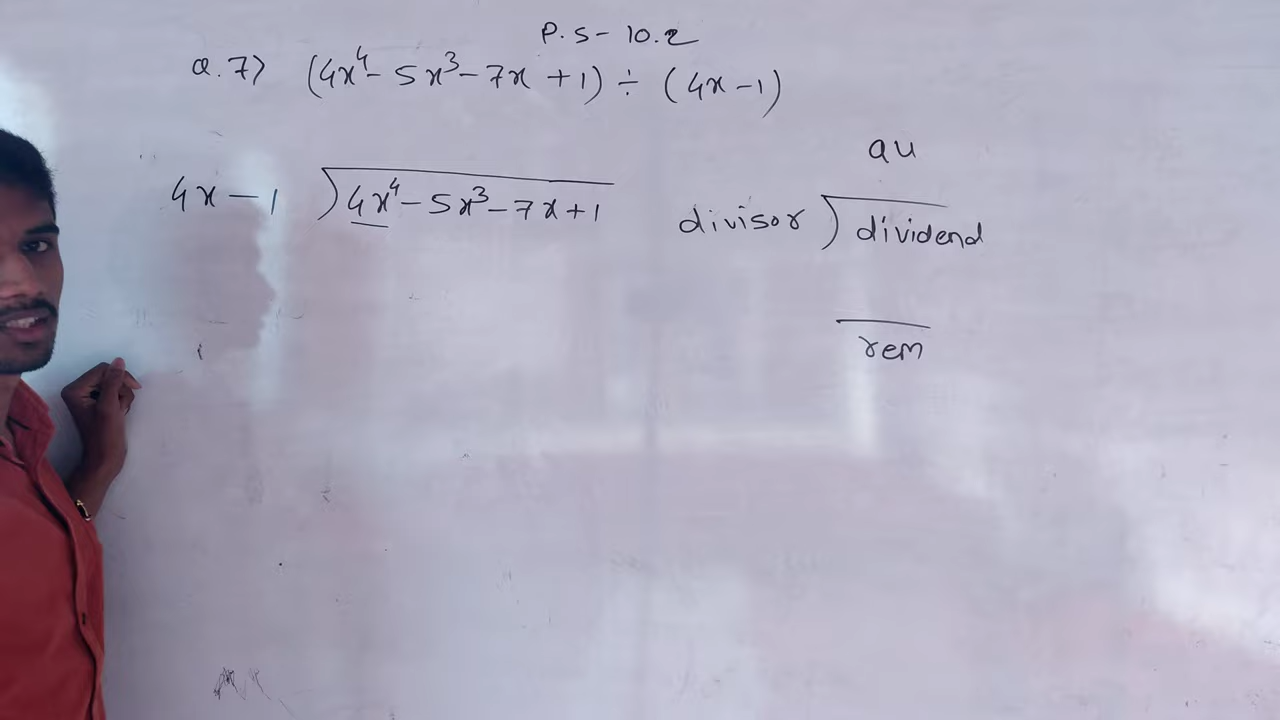 P.S- 10.2
Q.7) (4x⁴- 5x³- 7x +1) ÷ (4x-1)
qu
4x-1 ) 4x⁴- 5x³- 7x+1
divisor ) dividend
rem